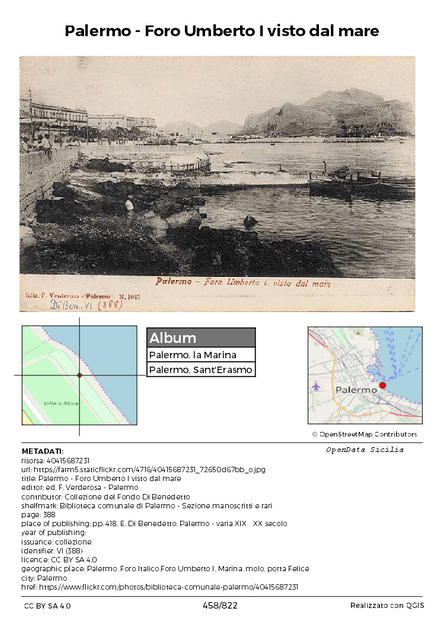 Palermo - Foro Umberto I visto dal mare
Palermo - Foro Umberto I. visto dal mare
Ediz. F. Verderosa - Palermo - N. 1045
Di Ben. VI (388)
Album
Palermo, la Marina
Palermo, Sant'Erasmo
Villa a Mare
Palermo
© OpenStreetMap Contributors
OpenData Sicilia
METADATI:
risorsa: 40415687231
url: https://farm5.staticflickr.com/4716/40415687231_72650d67bb_o.jpg
title: Palermo - Foro Umberto I visto dal mare
editor: ed. F. Verderosa - Palermo
contributor: Collezione del Fondo Di Benedetto
shelfmark: Biblioteca comunale di Palermo - Sezione manoscritti e rari
page: 388
place of publishing: pp.418. E. Di Benedetto: Palermo - varia XIX XX secolo
year of publishing:
issuance: collezione
identifier: VI (388)
licence: CC BY SA 4.0
geographic place: Palermo, Foro Italico,Foro Umberto I, Marina, molo, porta Felice
city: Palermo
href: https://www.flickr.com/photos/biblioteca-comunale-palermo/40415687231
CC BY SA 4.0
458/822
Realizzato con QGIS